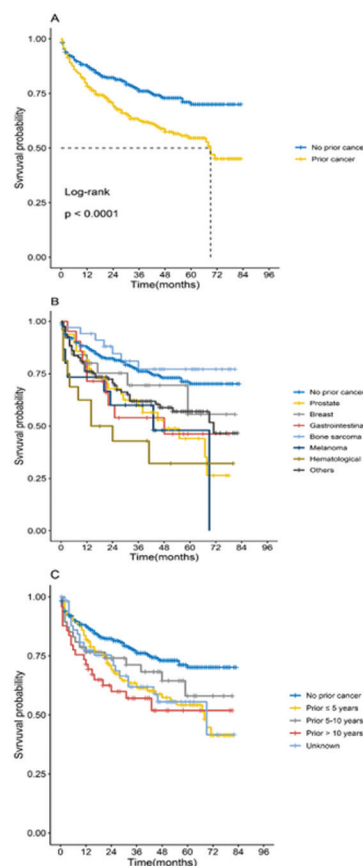 A
Svrvuval probability
1.00
0.75
0.50
0.25
0.00
Log-rank
p < 0.0001
0 12 24 36 48 60 72 84 96
Time(months)
No prior cancer
Prior cancer
B
Svrvuval probability
1.00
0.75
0.50
0.25
0.00
0 12 24 36 48 60 72 84 96
Time(months)
No prior cancer
Prostate
Breast
Gastrointestina
Bone sarcoma
Melanoma
Hematological
Others
C
Svrvuval probability
1.00
0.75
0.50
0.25
0.00
0 12 24 36 48 60 72 84 96
Time(months)
No prior cancer
Prior ≤ 5 years
Prior 5-10 years
Prior > 10 years
Unknown